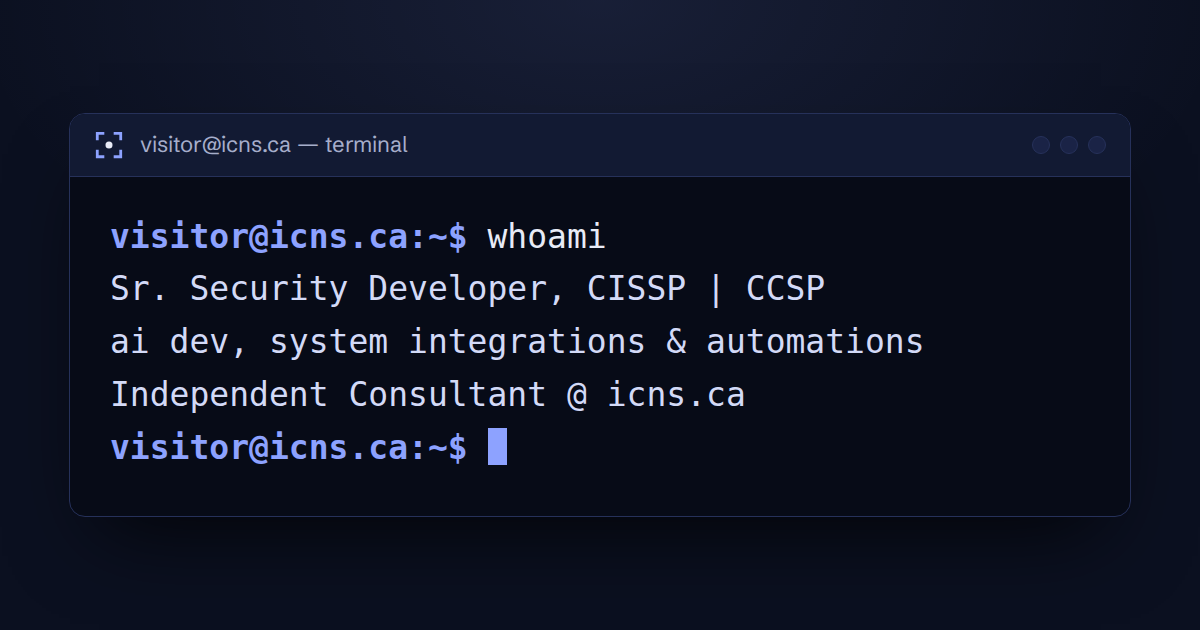 visitor@icns.ca — terminal
visitor@icns.ca:~$ whoami
Sr. Security Developer, CISSP | CCSP
ai dev, system integrations & automations
Independent Consultant @ icns.ca
visitor@icns.ca:~$